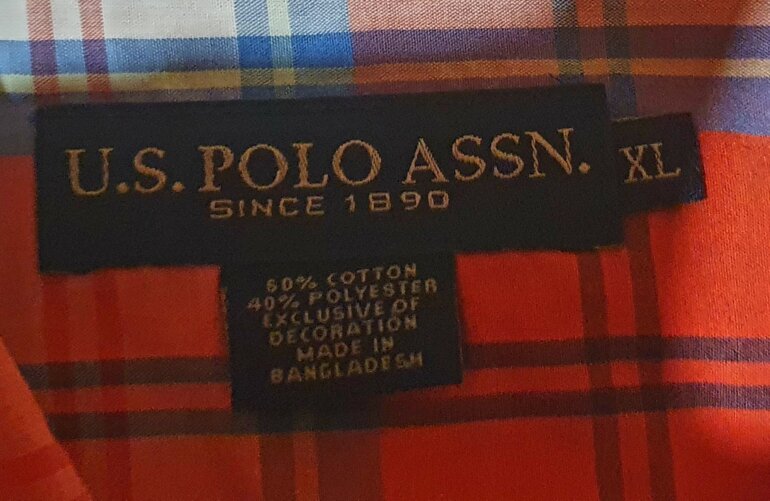 U.S. POLO ASSN.
XL
SINCE 1890
60% COTTON
40% POLYESTER
EXCLUSIVE OF
DECORATION
MADE IN
BANGLADESH